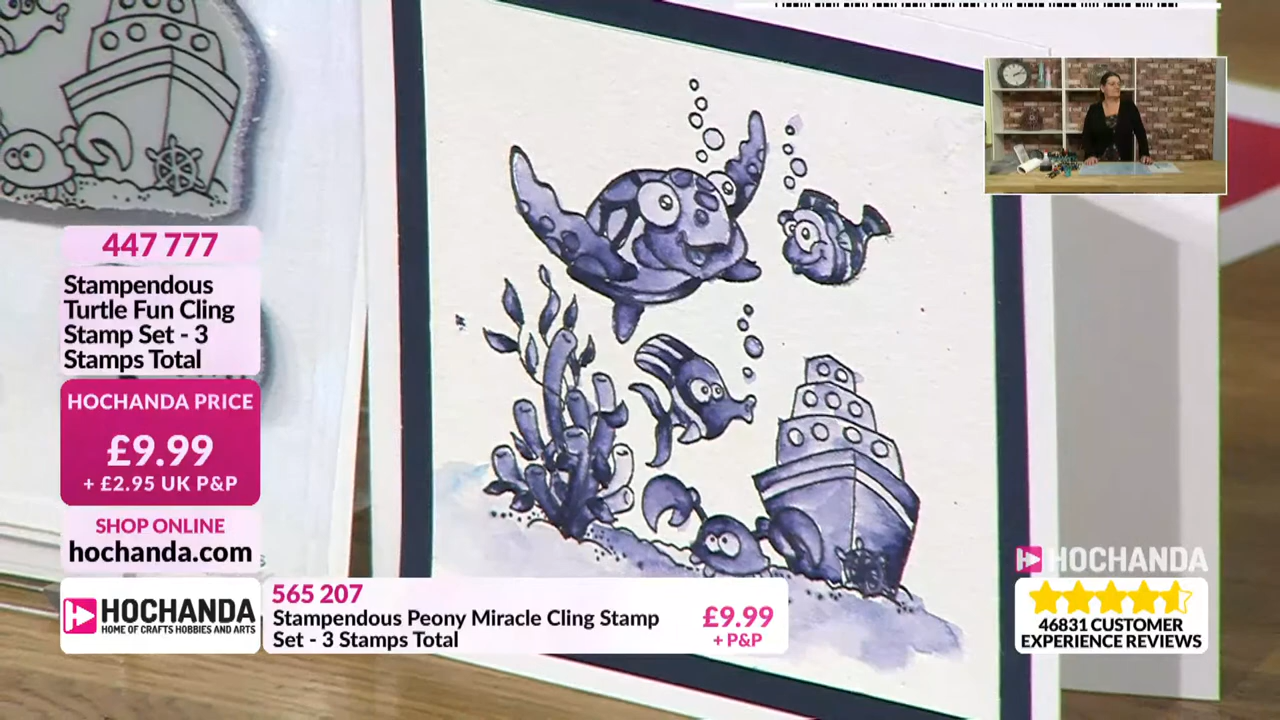 447 777
Stampendous
Turtle Fun Cling
Stamp Set - 3
Stamps Total
HOCHANDA PRICE
£9.99
+ £2.95 UK P&P
SHOP ONLINE
hochanda.com
HOCHANDA
HOME OF CRAFTS HOBBIES AND ARTS
565 207
Stampendous Peony Miracle Cling Stamp
Set - 3 Stamps Total
£9.99
+ P&P
HOCHANDA
46831 CUSTOMER
EXPERIENCE REVIEWS